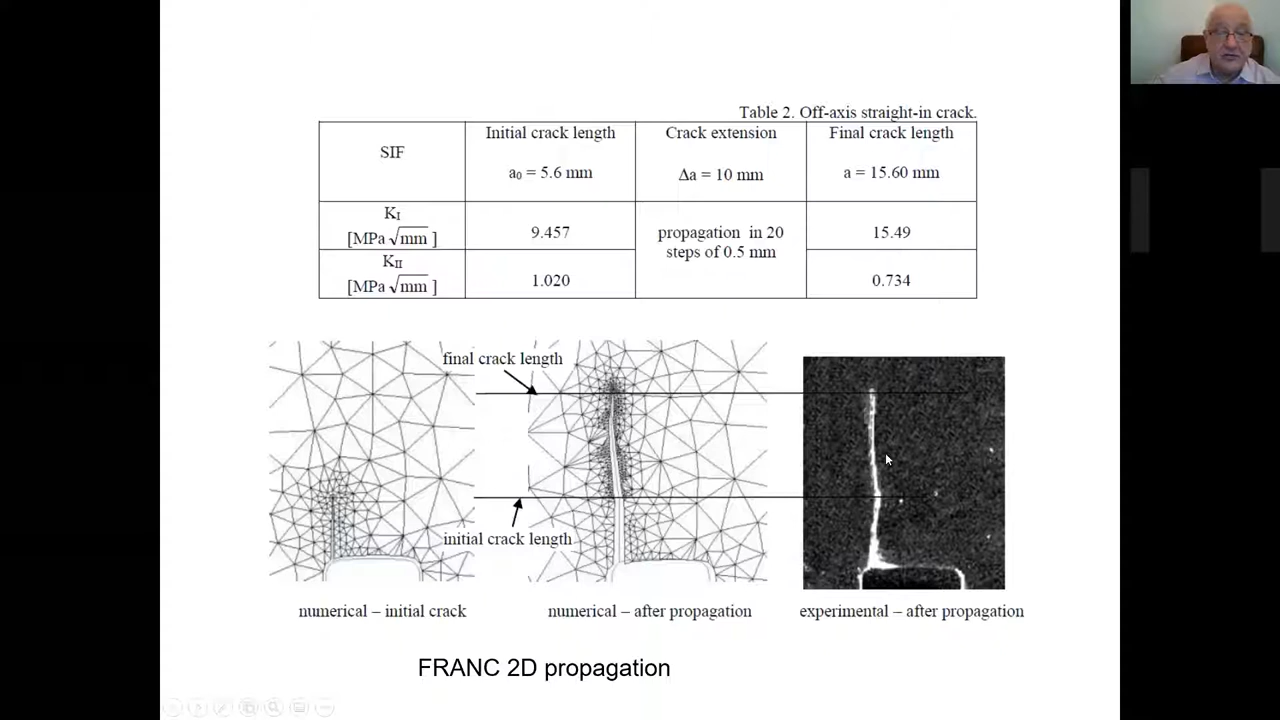 Table 2. Off-axis straight-in crack.
SIF
Initial crack length
a₀ = 5.6 mm
Crack extension
Δa = 10 mm
Final crack length
a = 15.60 mm
K_I
[MPa √mm ]
9.457
propagation in 20
steps of 0.5 mm
15.49
K_II
[MPa √mm ]
1.020
0.734
final crack length
initial crack length
numerical – initial crack
numerical – after propagation
experimental – after propagation
FRANC 2D propagation